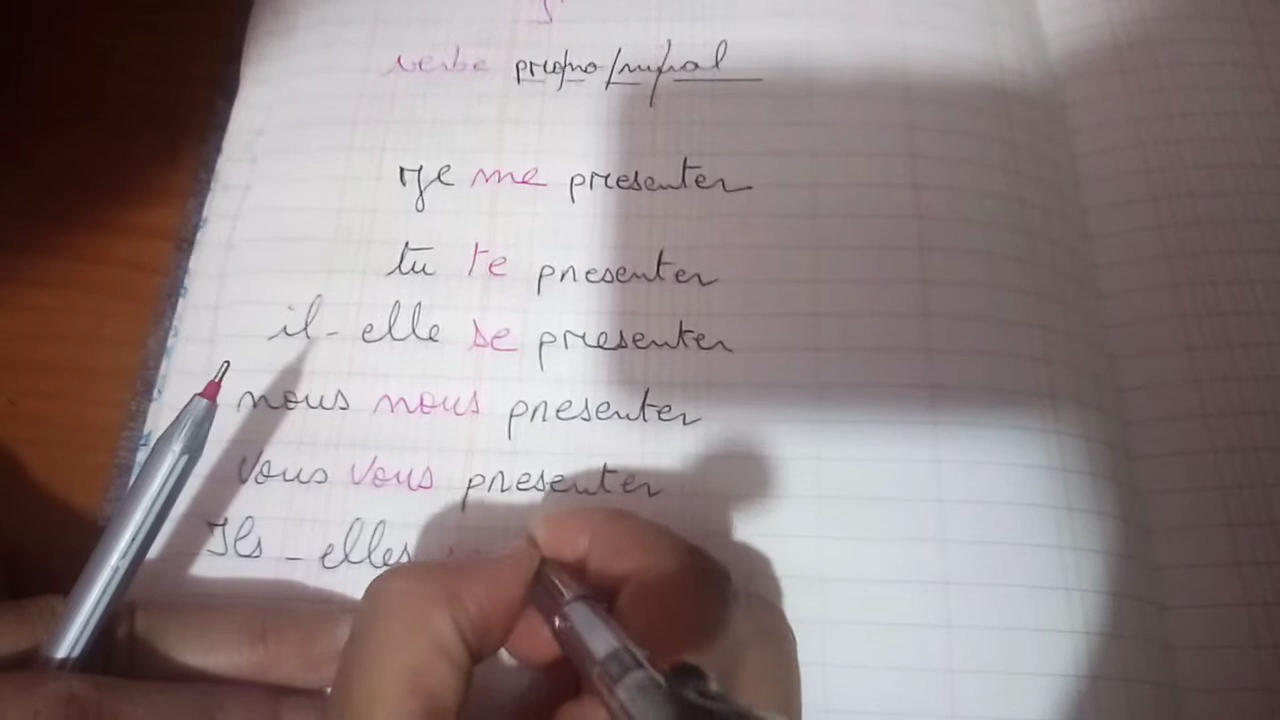 verbe
je me presenter
tu te presenter
il - elle se presenter
nous nous presenter
vous vous presenter
Ils - elles